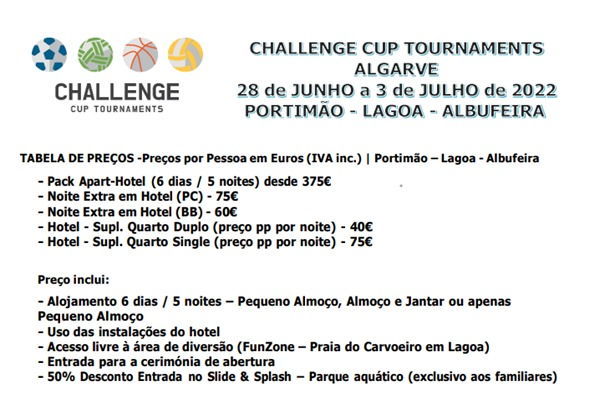 CHALLENGE
CUP TOURNAMENTS
CHALLENGE CUP TOURNAMENTS
ALGARVE
28 de JUNHO a 3 de JULHO de 2022
PORTIMÃO - LAGOA - ALBUFEIRA
TABELA DE PREÇOS -Preços por Pessoa em Euros (IVA inc.) | Portimão – Lagoa - Albufeira
– Pack Apart-Hotel (6 dias / 5 noites) desde 375€
– Noite Extra em Hotel (PC) - 75€
– Noite Extra em Hotel (BB) - 60€
– Hotel - Supl. Quarto Duplo (preço pp por noite) - 40€
– Hotel - Supl. Quarto Single (preço pp por noite) - 75€
Preço inclui:
– Alojamento 6 dias / 5 noites – Pequeno Almoço, Almoço e Jantar ou apenas
Pequeno Almoço
– Uso das instalações do hotel
– Acesso livre à área de diversão (FunZone – Praia do Carvoeiro em Lagoa)
– Entrada para a cerimónia de abertura
– 50% Desconto Entrada no Slide & Splash – Parque aquático (exclusivo aos familiares)